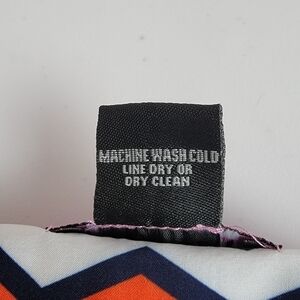 MACHINE WASH COLD
LINE DRY OR
DRY CLEAN